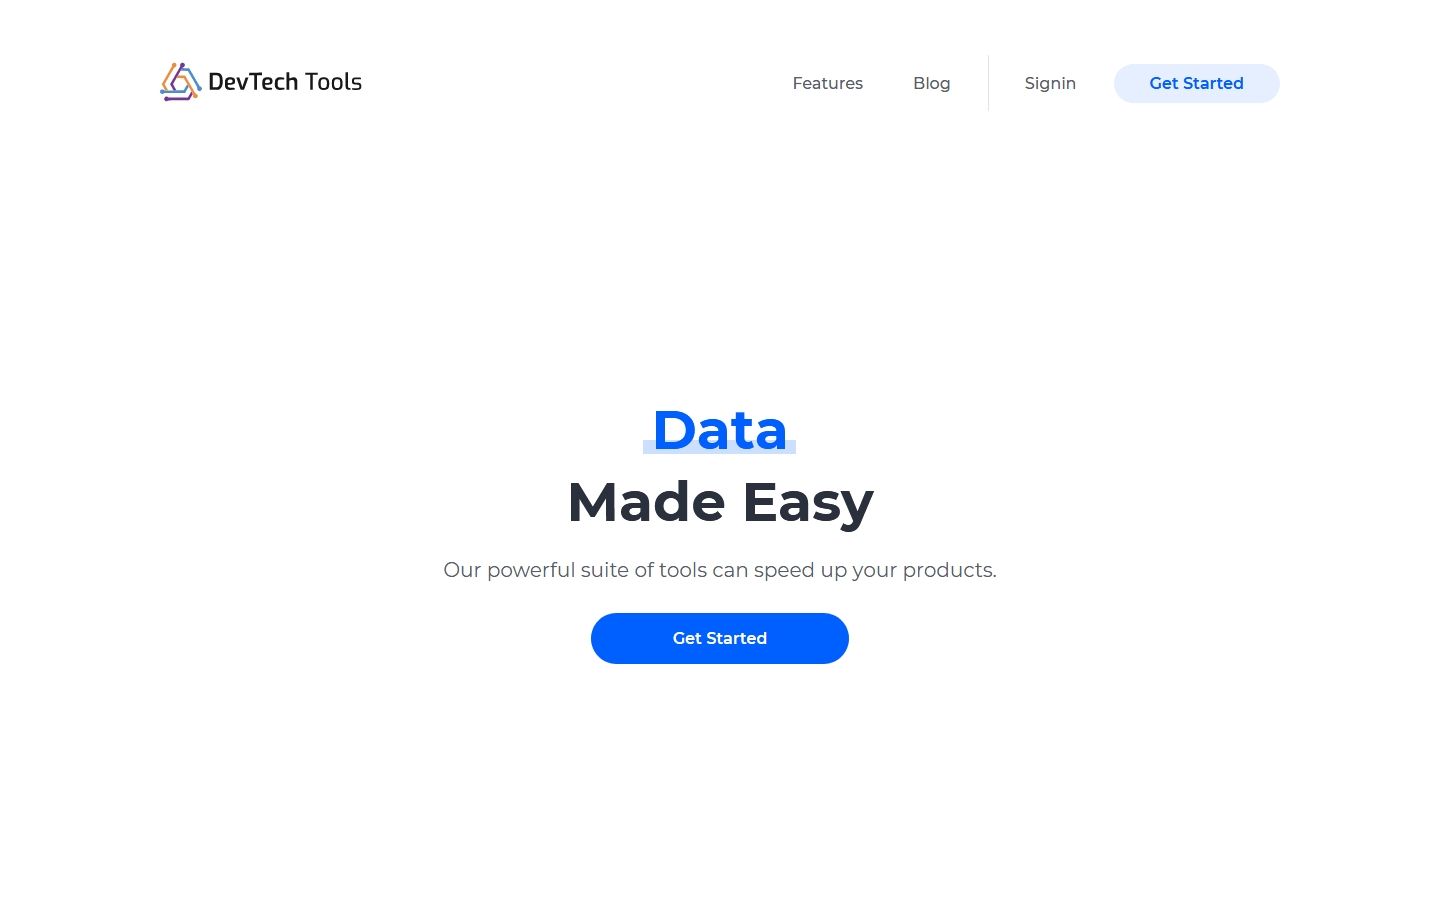 DevTech Tools
Features
Blog
Signin
Get Started
Data
Made Easy
Our powerful suite of tools can speed up your products.
Get Started